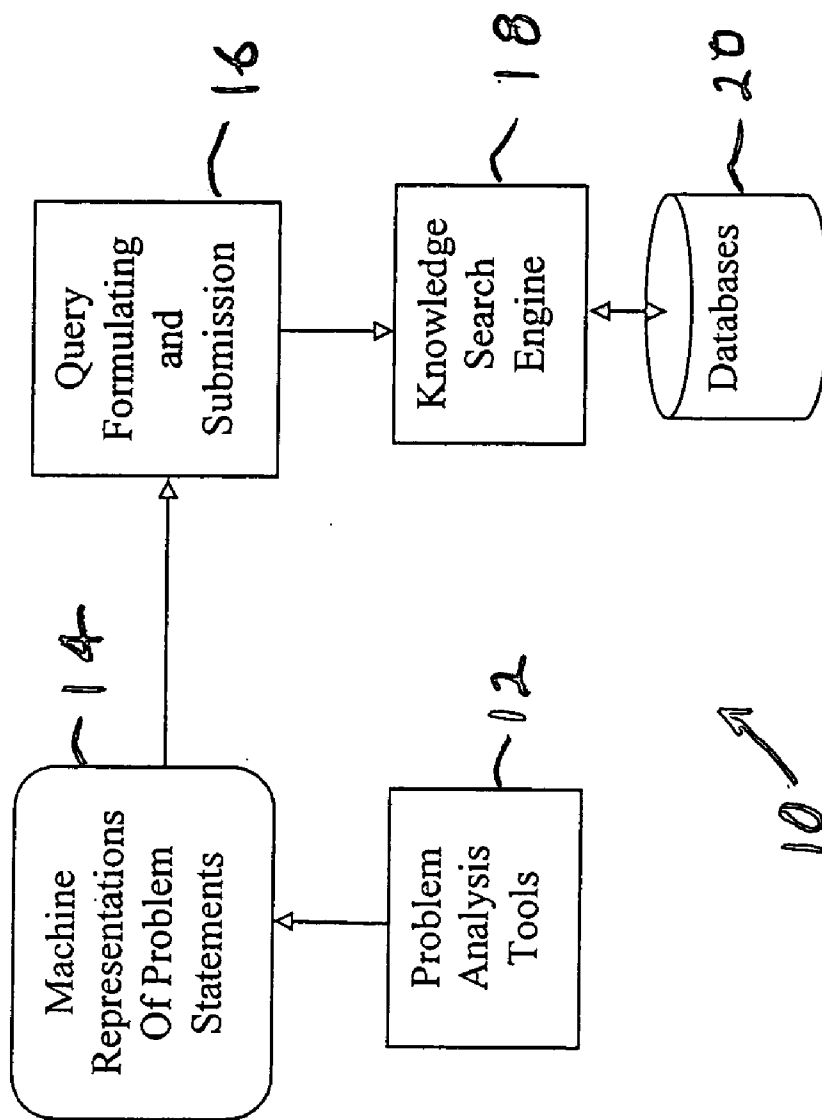 Machine
Representations
Of Problem
Statements
14
Query
Formulating
and
Submission
16
Problem
Analysis
Tools
12
Knowledge
Search
Engine
18
Databases
20
10